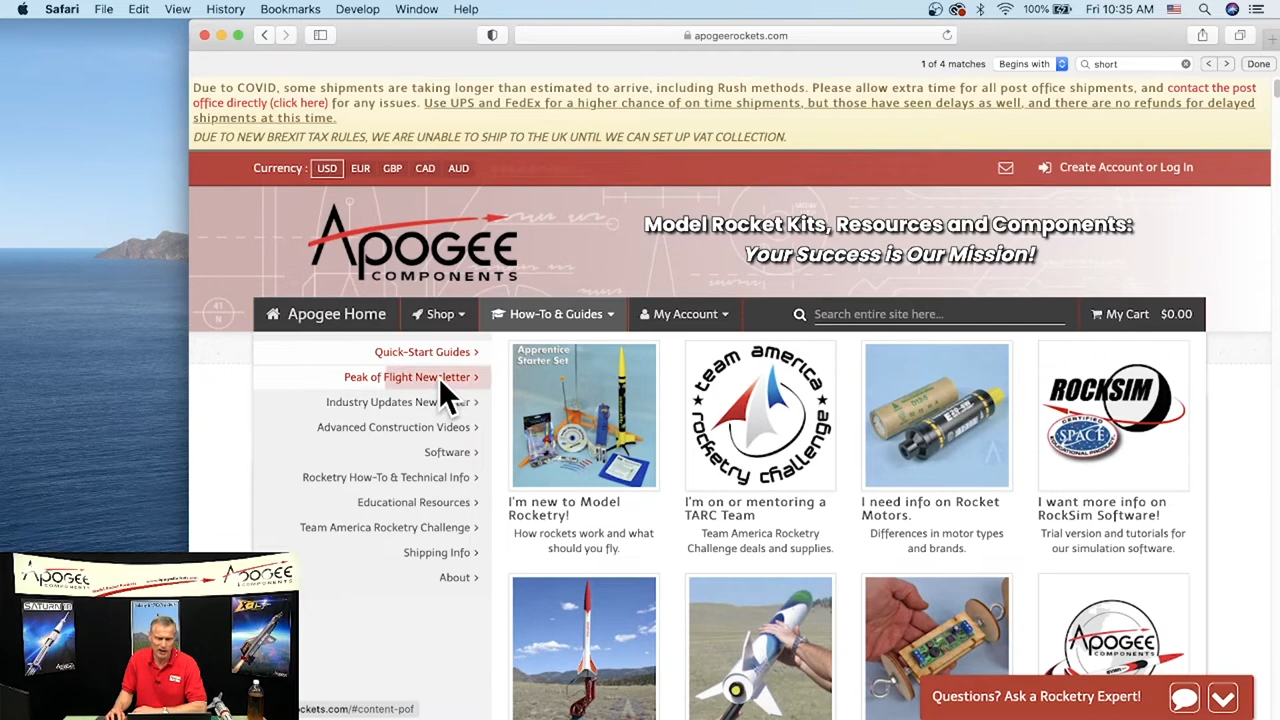 Safari File Edit View History Bookmarks Develop Window Help 100% Fri 10:35 AM
apogeerockets.com
1 of 4 matches Begins with short Done
Due to COVID, some shipments are taking longer than estimated to arrive, including Rush methods. Please allow extra time for all post office shipments, and contact the post
office directly (click here) for any issues. Use UPS and FedEx for a higher chance of on time shipments, but those have seen delays as well, and there are no refunds for delayed
shipments at this time.
DUE TO NEW BREXIT TAX RULES, WE ARE UNABLE TO SHIP TO THE UK UNTIL WE CAN SET UP VAT COLLECTION.
Currency : USD EUR GBP CAD AUD Create Account or Log In
APOGEE
COMPONENTS
Model Rocket Kits, Resources and Components:
Your Success is Our Mission!
Apogee Home Shop How-To & Guides My Account Search entire site here... My Cart $0.00
Quick-Start Guides
Peak of Flight Newsletter
Industry Updates
Advanced Construction Videos
Software
Rocketry How-To & Technical Info
Educational Resources
Team America Rocketry Challenge
Shipping Info
About
Apprentice
Starter Set
I'm new to Model
Rocketry!
How rockets work and what
should you fly.
team america
rocketry challenge
I'm on or mentoring a
TARC Team
Team America Rocketry
Challenge deals and supplies.
I need info on Rocket
Motors.
Differences in motor types
and brands.
ROCKSIM
CERTIFIED
SPACE
I want more info on
RockSim Software!
Trial version and tutorials for
our simulation software.
APOGEE
COMPONENTS
Questions? Ask a Rocketry Expert!
APOGEE
APOGEE
SATURN 1B
rockets.com/#content-pof